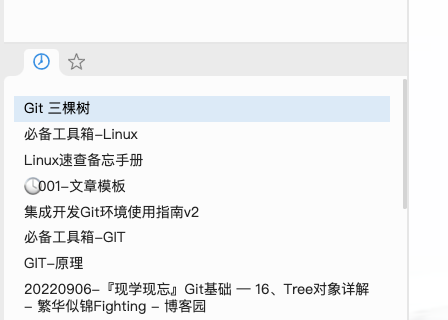 Git 三棵树
必备工具箱-Linux
Linux速查备忘手册
001-文章模板
集成开发Git环境使用指南v2
必备工具箱-GIT
GIT-原理
20220906-『现学现忘』Git基础 — 16、Tree对象详解
- 繁华似锦Fighting - 博客园